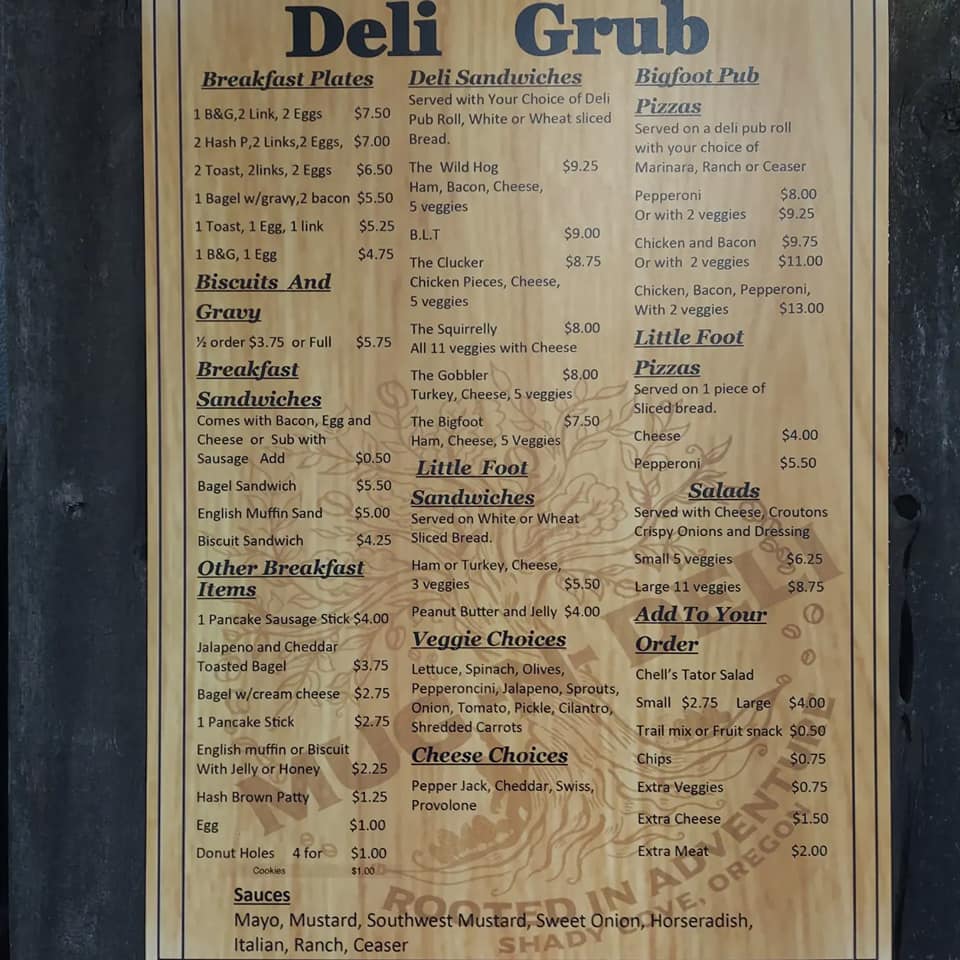 Deli Grub
Breakfast Plates
1 B&G,2 Link, 2 Eggs $7.50
2 Hash P,2 Links,2 Eggs, $7.00
2 Toast, 2links, 2 Eggs $6.50
1 Bagel w/gravy,2 bacon $5.50
1 Toast, 1 Egg, 1 link $5.25
1 B&G, 1 Egg $4.75
Biscuits And
Gravy
½ order $3.75 or Full $5.75
Breakfast
Sandwiches
Comes with Bacon, Egg and
Cheese or Sub with
Sausage Add $0.50
Bagel Sandwich $5.50
English Muffin Sand $5.00
Biscuit Sandwich $4.25
Other Breakfast
Items
1 Pancake Sausage Stick $4.00
Jalapeno and Cheddar
Toasted Bagel $3.75
Bagel w/cream cheese $2.75
1 Pancake Stick $2.75
English muffin or Biscuit
With Jelly or Honey $2.25
Hash Brown Patty $1.25
Egg $1.00
Donut Holes 4 for $1.00
Cookies $1.00
Deli Sandwiches
Served with Your Choice of Deli
Pub Roll, White or Wheat sliced
Bread.
The Wild Hog $9.25
Ham, Bacon, Cheese,
5 veggies
B.L.T $9.00
The Clucker $8.75
Chicken Pieces, Cheese,
5 veggies
The Squirrelly $8.00
All 11 veggies with Cheese
The Gobbler $8.00
Turkey, Cheese, 5 veggies
The Bigfoot $7.50
Ham, Cheese, 5 Veggies
Little Foot
Sandwiches
Served on White or Wheat
Sliced Bread.
Ham or Turkey, Cheese,
3 veggies $5.50
Peanut Butter and Jelly $4.00
Veggie Choices
Lettuce, Spinach, Olives,
Pepperoncini, Jalapeno, Sprouts,
Onion, Tomato, Pickle, Cilantro,
Shredded Carrots
Cheese Choices
Pepper Jack, Cheddar, Swiss,
Provolone
Bigfoot Pub
Pizzas
Served on a deli pub roll
with your choice of
Marinara, Ranch or Ceaser
Pepperoni $8.00
Or with 2 veggies $9.25
Chicken and Bacon $9.75
Or with 2 veggies $11.00
Chicken, Bacon, Pepperoni,
With 2 veggies $13.00
Little Foot
Pizzas
Served on 1 piece of
Sliced bread.
Cheese $4.00
Pepperoni $5.50
Salads
Served with Cheese, Croutons
Crispy Onions and Dressing
Small 5 veggies $6.25
Large 11 veggies $8.75
Add To Your
Order
Chell's Tator Salad
Small $2.75 Large $4.00
Trail mix or Fruit snack $0.50
Chips $0.75
Extra Veggies $0.75
Extra Cheese $1.50
Extra Meat $2.00
Sauces
Mayo, Mustard, Southwest Mustard, Sweet Onion, Horseradish,
Italian, Ranch, Ceaser
DELI
ROOTED IN ADVENTURE
SHADY COVE, OREGON